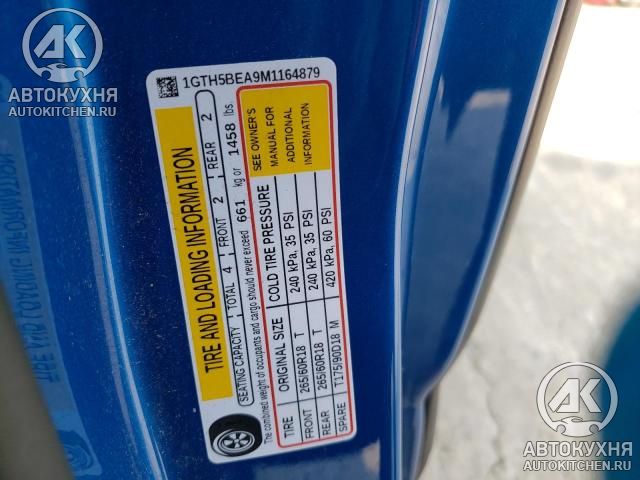 AK
АВТОКУХНЯ
AUTOKITCHEN.RU
1GTH5BEA9M1164879
TIRE AND LOADING INFORMATION
SEATING CAPACITY TOTAL 4 FRONT 2 REAR 2
The combined weight of occupants and cargo should never exceed 661 kg or 1458 lbs.
TIRE ORIGINAL SIZE COLD TIRE PRESSURE
FRONT 265/60R18 T 240 kPa, 35 PSI
REAR 265/60R18 T 240 kPa, 35 PSI
SPARE T175/90D18 M 420 kPa, 60 PSI
SEE OWNER'S
MANUAL FOR
ADDITIONAL
INFORMATION
AK
АВТОКУХНЯ
AUTOKITCHEN.RU